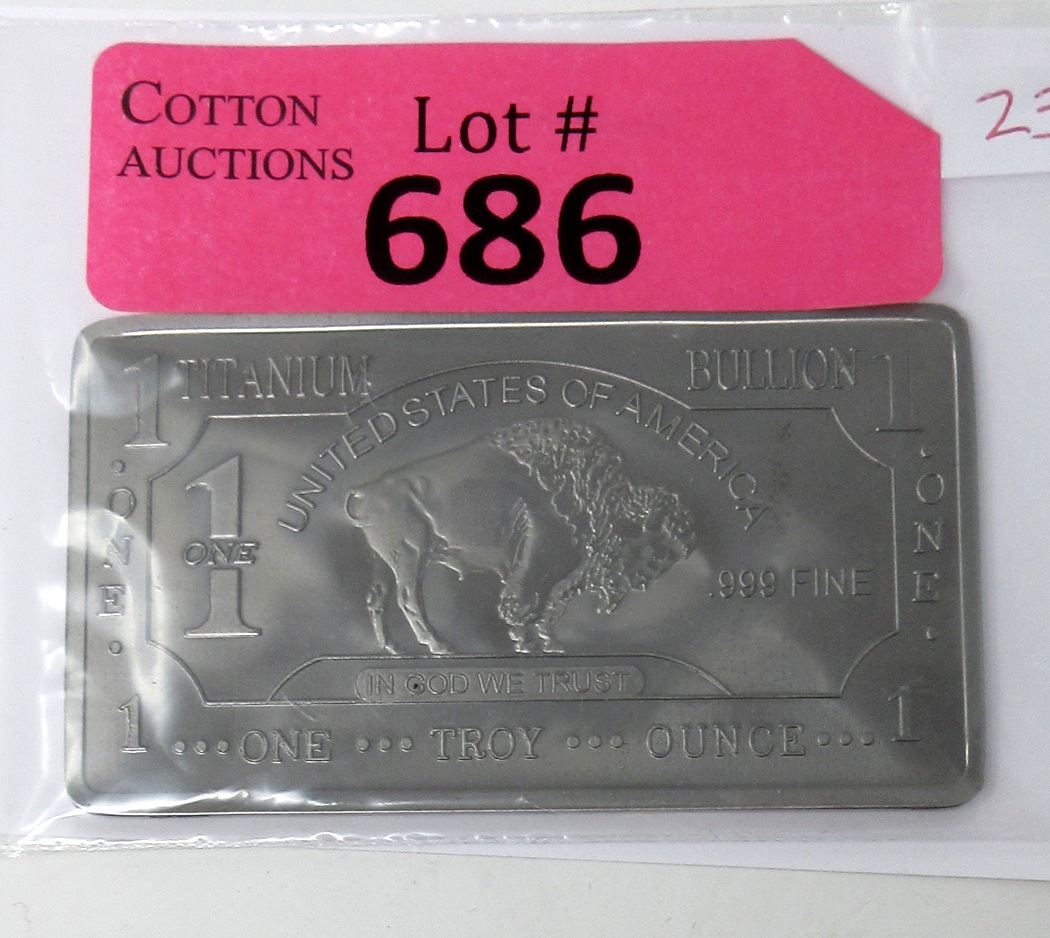 COTTON
AUCTIONS
Lot #
686
23
1 TITANIUM BULLION 1
UNITED STATES OF AMERICA
· ONE ·
1
ONE
.999 FINE
· ONE ·
IN GOD WE TRUST
1 ··· ONE ··· TROY ··· OUNCE ··· 1